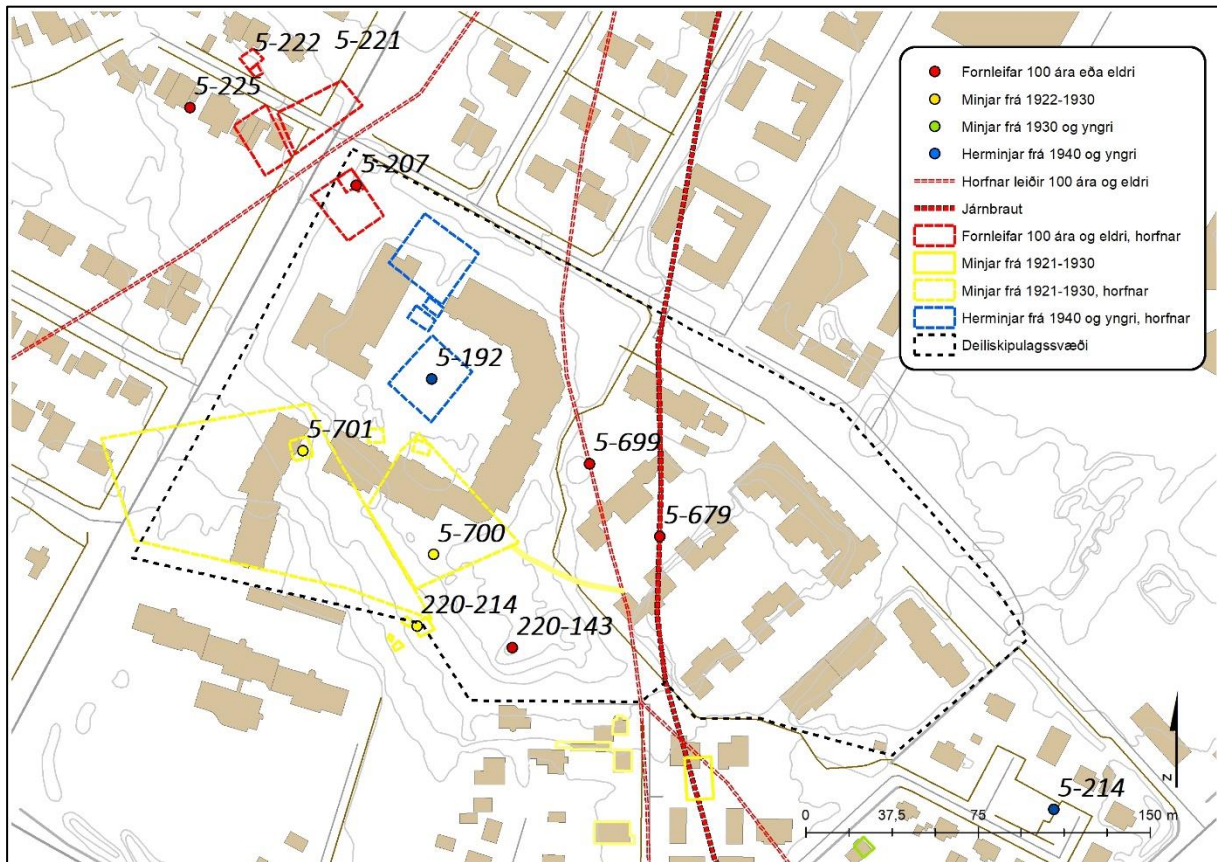 5-222 5-221
5-225
5-207
5-192
5-701
5-699
5-679
5-700
220-214
220-143
5-214
Fornleifar 100 ára eða eldri
Minjar frá 1922-1930
Minjar frá 1930 og yngri
Herminjar frá 1940 og yngri
Horfnar leiðir 100 ára og eldri
Járnbraut
Fornleifar 100 ára og eldri, horfnar
Minjar frá 1921-1930
Minjar frá 1921-1930, horfnar
Herminjar frá 1940 og yngri, horfnar
Deiliskipulagssvæði
N
0 37,5 75 150 m